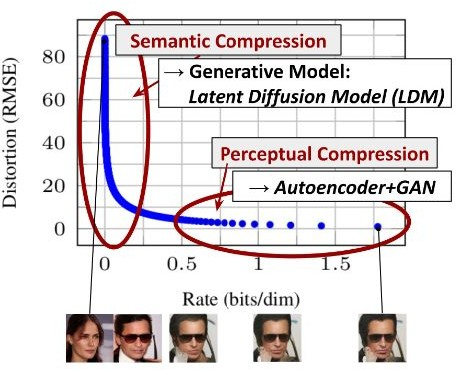 Semantic Compression
→ Generative Model:
Latent Diffusion Model (LDM)
Perceptual Compression
→ Autoencoder+GAN
Distortion (RMSE)
80
60
40
20
0
0
0.5
1
1.5
Rate (bits/dim)